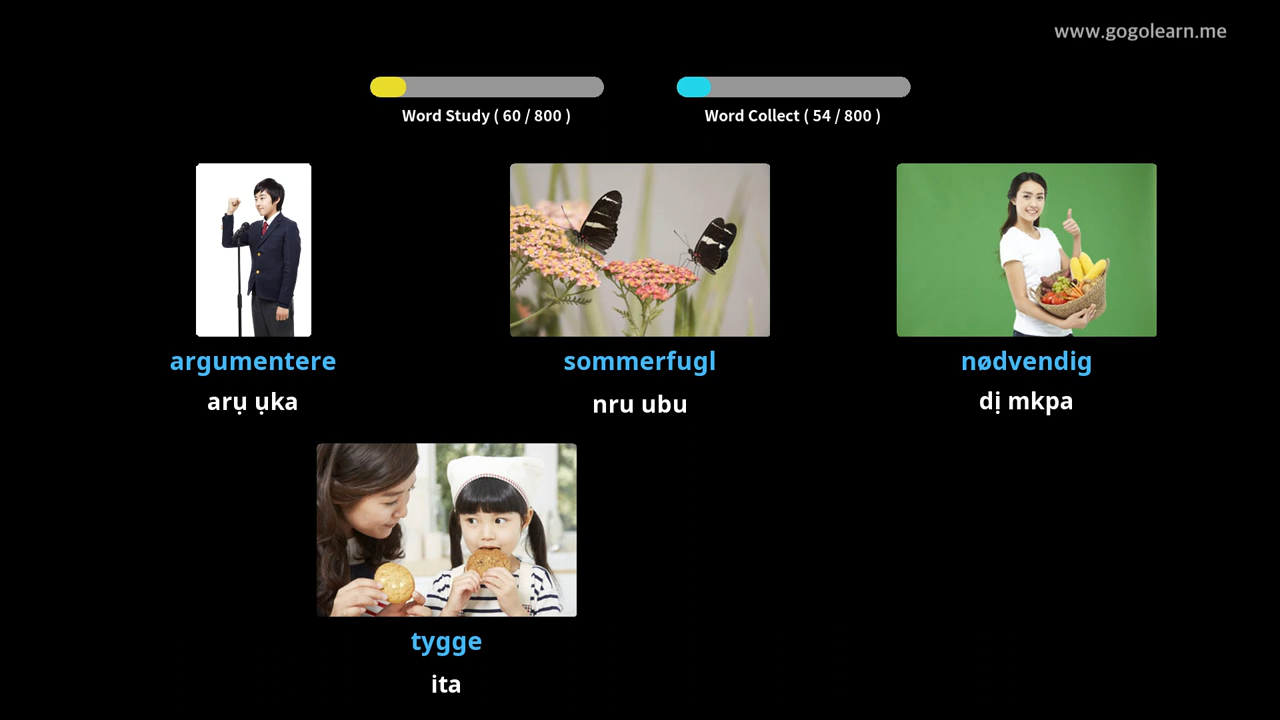 www.gogolearn.me
Word Study ( 60 / 800 )
Word Collect ( 54 / 800 )
argumentere
arụ ụka
sommerfugl
nru ubu
nødvendig
dị mkpa
tygge
ita